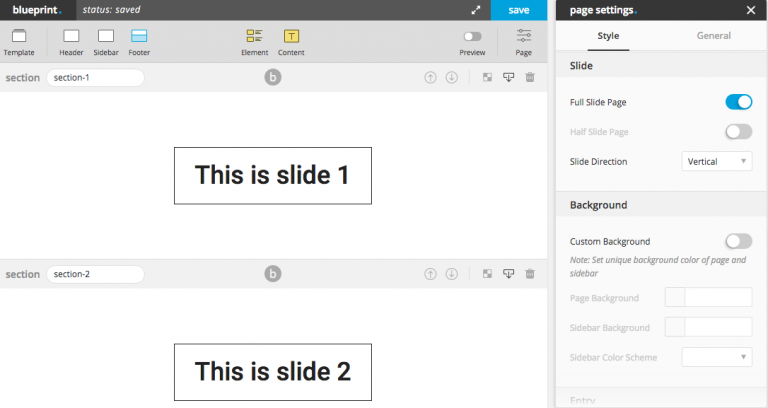 blueprint.
status: saved
save
Template
Header
Sidebar
Footer
Element
Content
Preview
Page
section
section-1
b
This is slide 1
section
section-2
b
This is slide 2
page settings.
Style
General
Slide
Full Slide Page
Half Slide Page
Slide Direction
Vertical
Background
Custom Background
Note: Set unique background color of page and
sidebar
Page Background
Sidebar Background
Sidebar Color Scheme
Entry